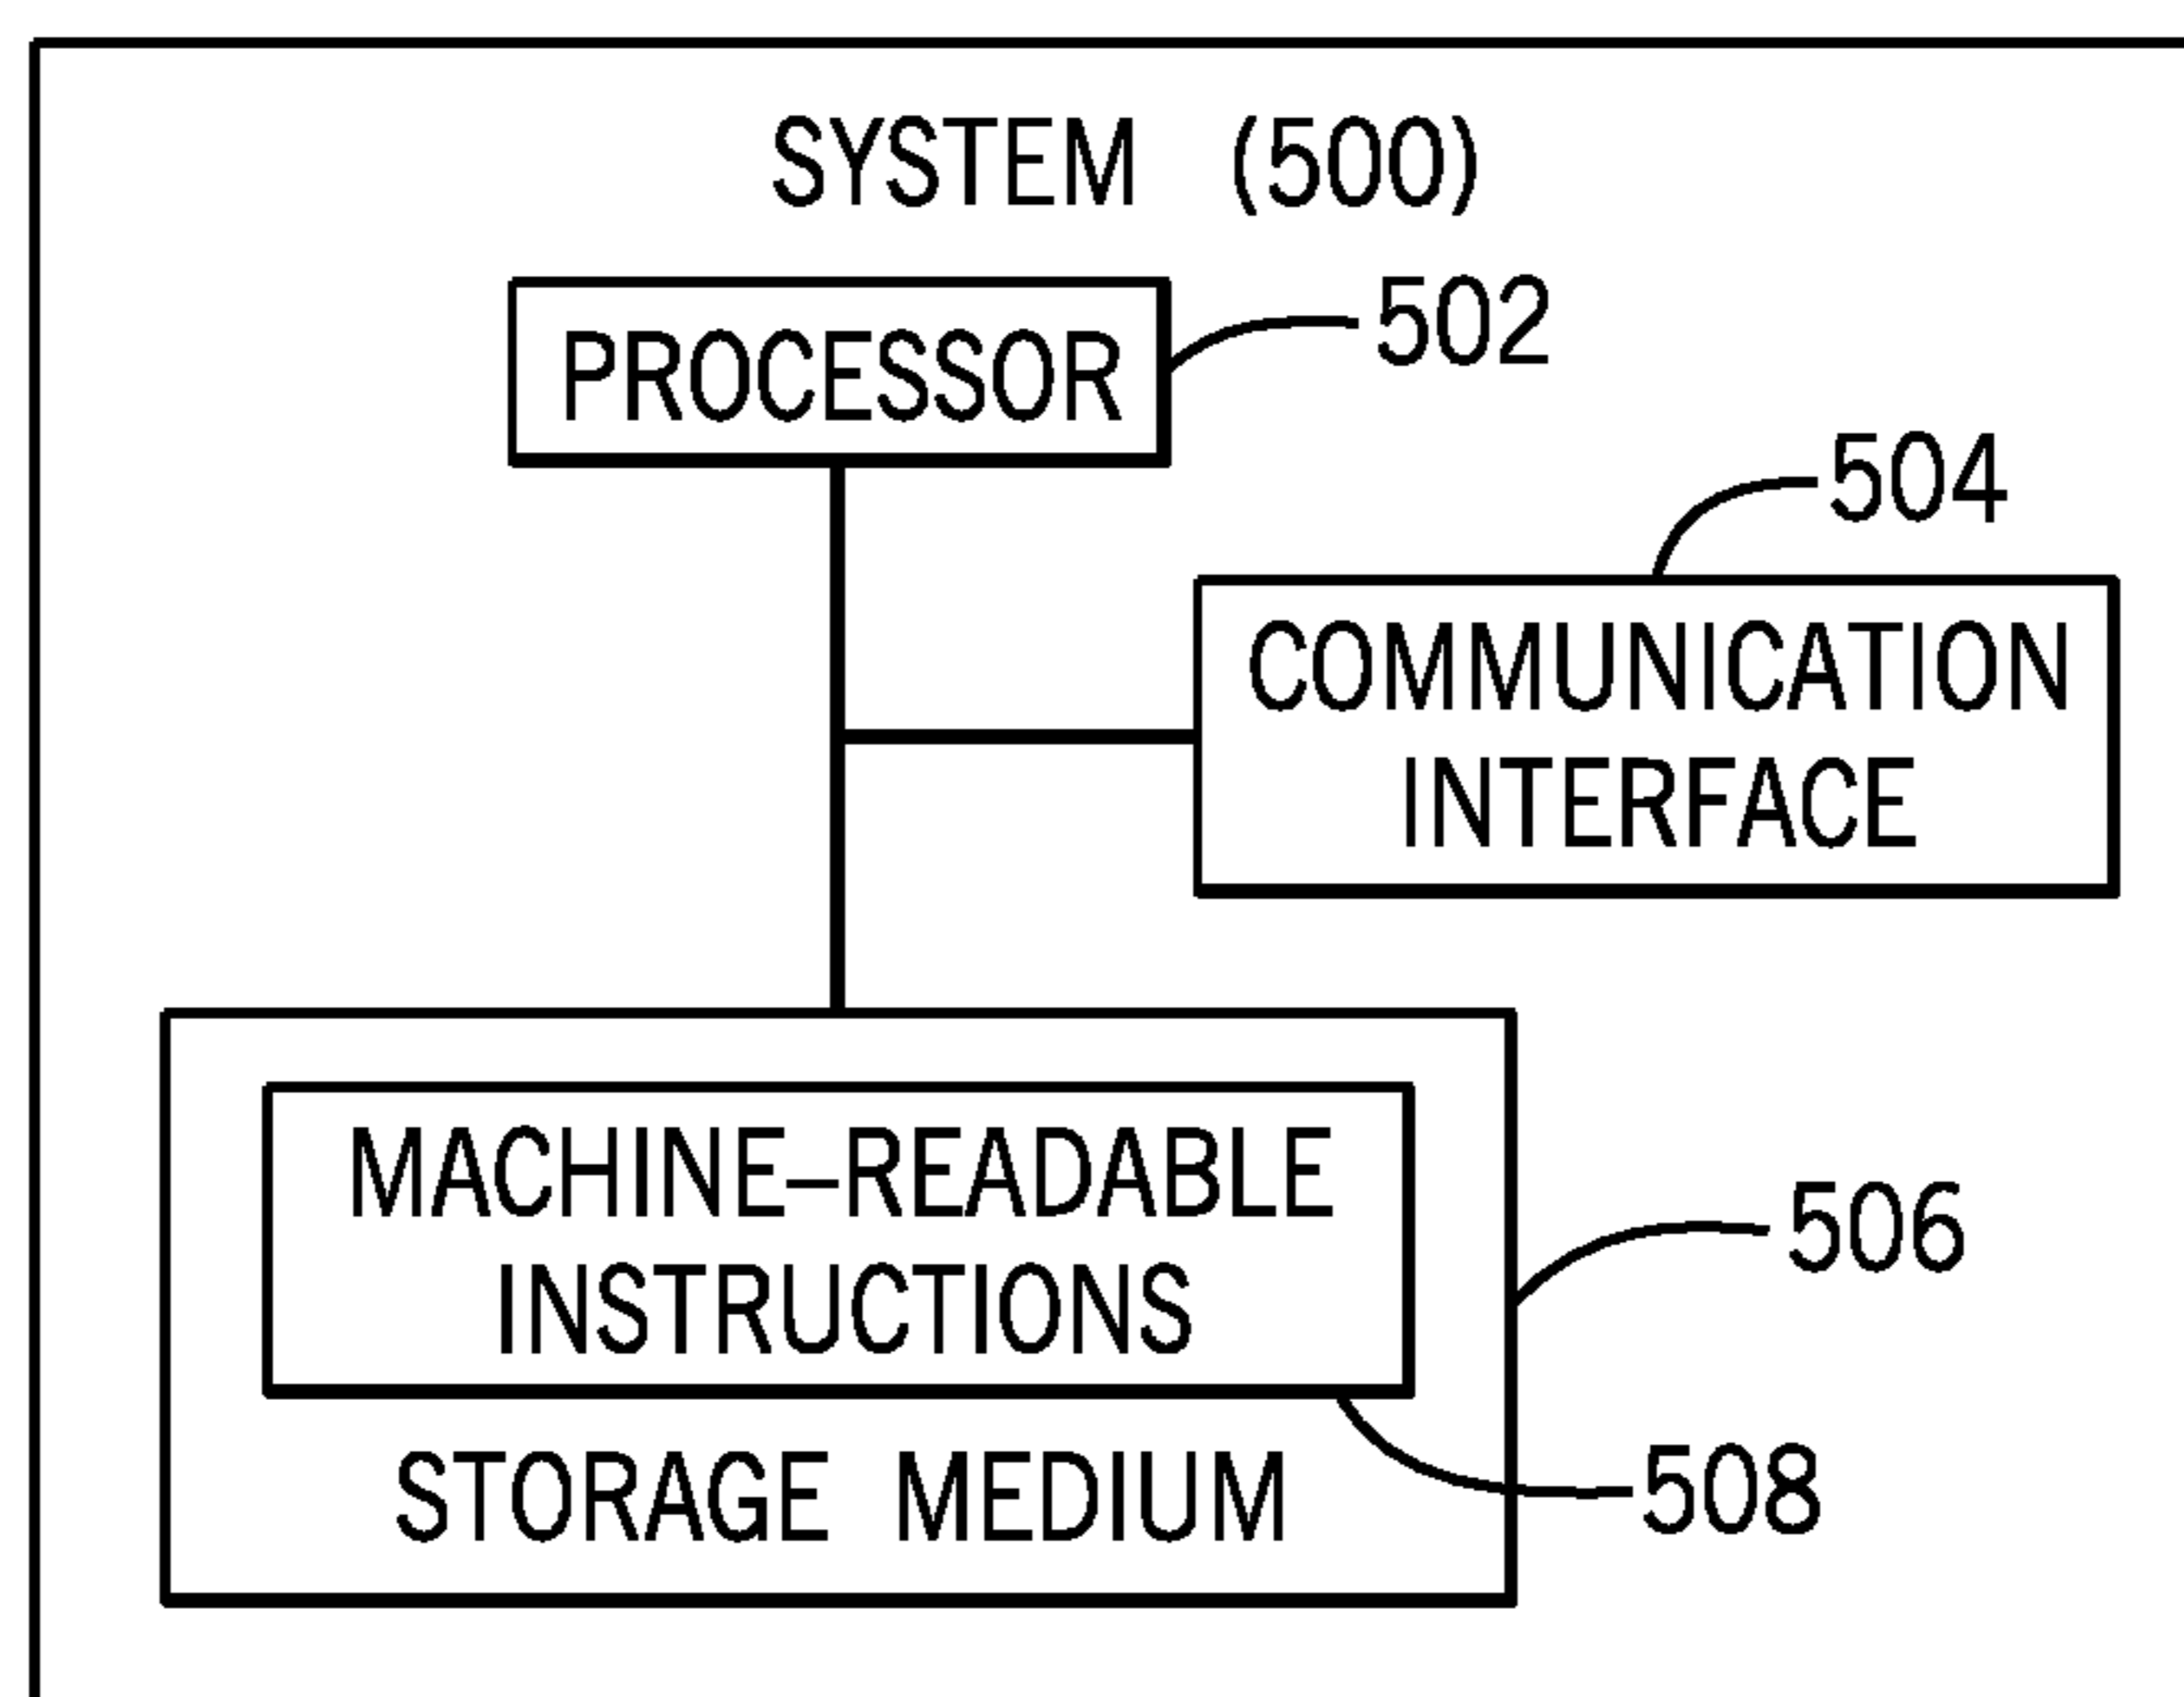 SYSTEM (500)
PROCESSOR
502
504
COMMUNICATION
INTERFACE
MACHINE–READABLE
INSTRUCTIONS
506
STORAGE MEDIUM
508